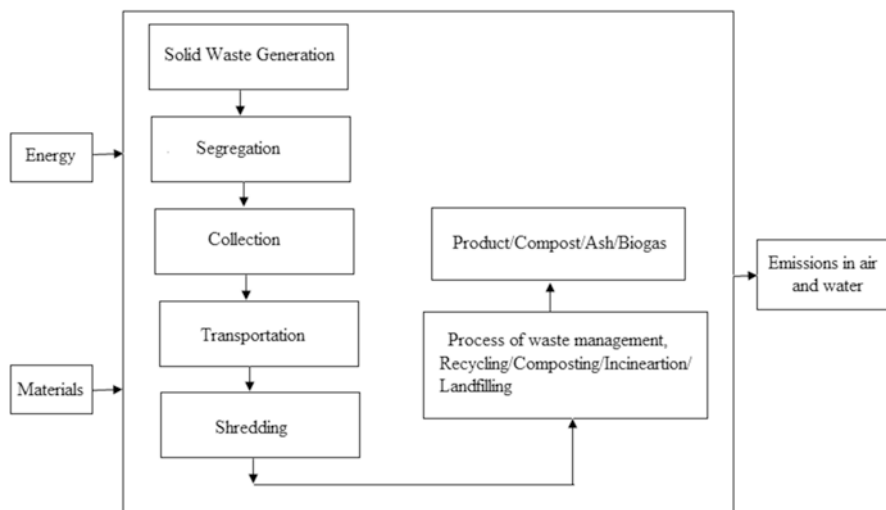 Solid Waste Generation
Energy
Segregation
Collection
Product/Compost/Ash/Biogas
Emissions in air
and water
Transportation
Process of waste management,
Recycling/Composting/Incineartion/
Landfilling
Materials
Shredding